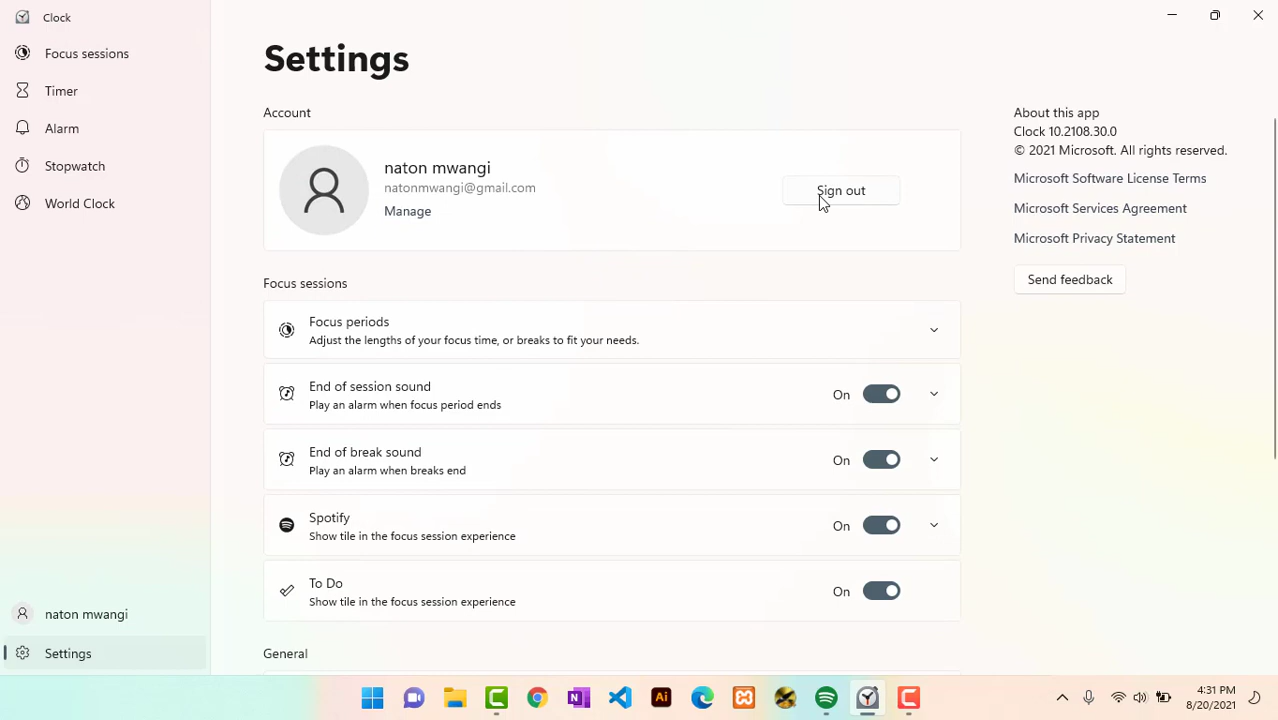 Clock
Focus sessions
Timer
Alarm
Stopwatch
World Clock
naton mwangi
Settings
Settings
Account
naton mwangi
natonmwangi@gmail.com
Manage
Sign out
Focus sessions
Focus periods
Adjust the lengths of your focus time, or breaks to fit your needs.
End of session sound
Play an alarm when focus period ends
On
End of break sound
Play an alarm when breaks end
On
Spotify
Show tile in the focus session experience
On
To Do
Show tile in the focus session experience
On
General
About this app
Clock 10.2108.30.0
© 2021 Microsoft. All rights reserved.
Microsoft Software License Terms
Microsoft Services Agreement
Microsoft Privacy Statement
Send feedback
N
Ai
C
C
4:31 PM
8/20/2021